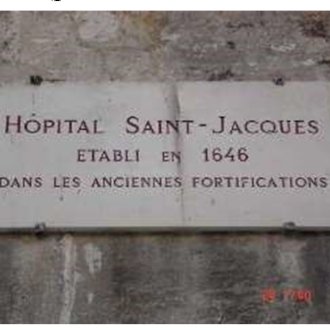 HÔPITAL SAINT-JACQUES
ETABLI EN 1646
DANS LES ANCIENNES FORTIFICATIONS